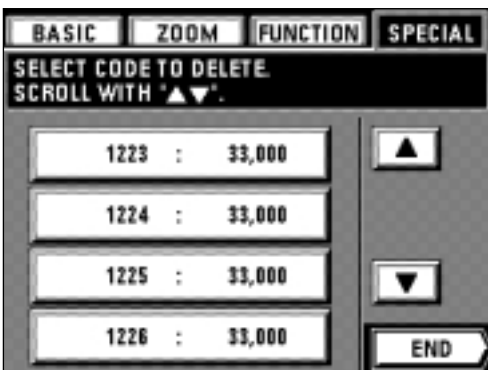 BASIC ZOOM FUNCTION SPECIAL
SELECT CODE TO DELETE.
SCROLL WITH "▲▼".
1223 : 33,000
▲
1224 : 33,000
1225 : 33,000
▼
1226 : 33,000
END